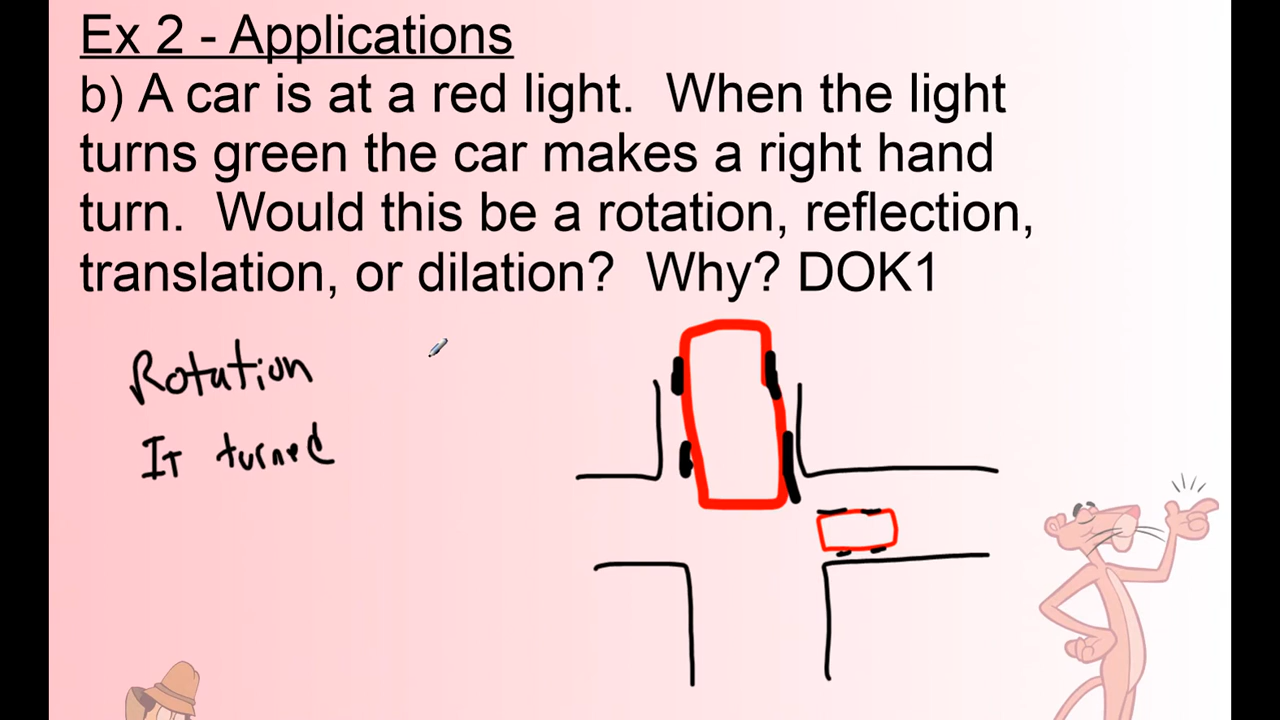 Ex 2 - Applications
b) A car is at a red light. When the light
turns green the car makes a right hand
turn. Would this be a rotation, reflection,
translation, or dilation? Why? DOK1
Rotation
It turned